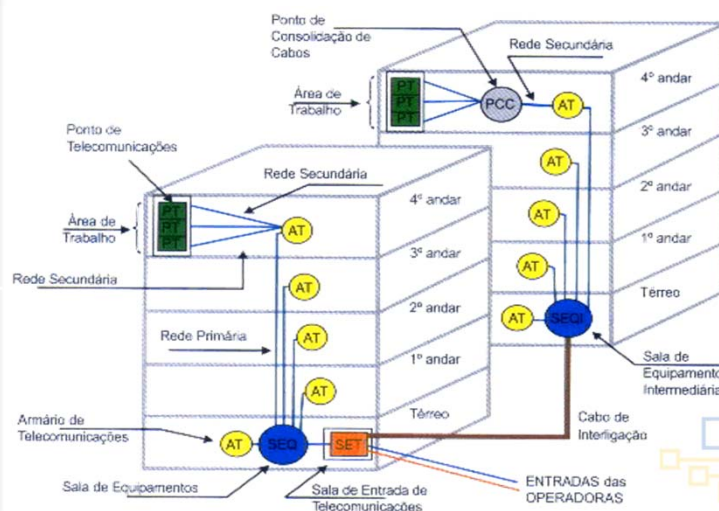 Ponto de
Consolidação de
Cabos
Rede Secundária
4º andar
PT
PT
PT
PCC
AT
Área de
Trabalho
3º andar
AT
2º andar
AT
1º andar
AT
Térreo
AT
SEQI
Sala de
Equipamento
Intermediária
Ponto de
Telecomunicações
Rede Secundária
4º andar
PT
PT
PT
AT
Área de
Trabalho
3º andar
Rede Secundária
AT
2º andar
Rede Primária
AT
1º andar
AT
Térreo
Armário de
Telecomunicações
AT
SEQ
SET
Cabo de
Interligação
Sala de Equipamentos
Sala de Entrada de
Telecomunicações
ENTRADAS das
OPERADORAS